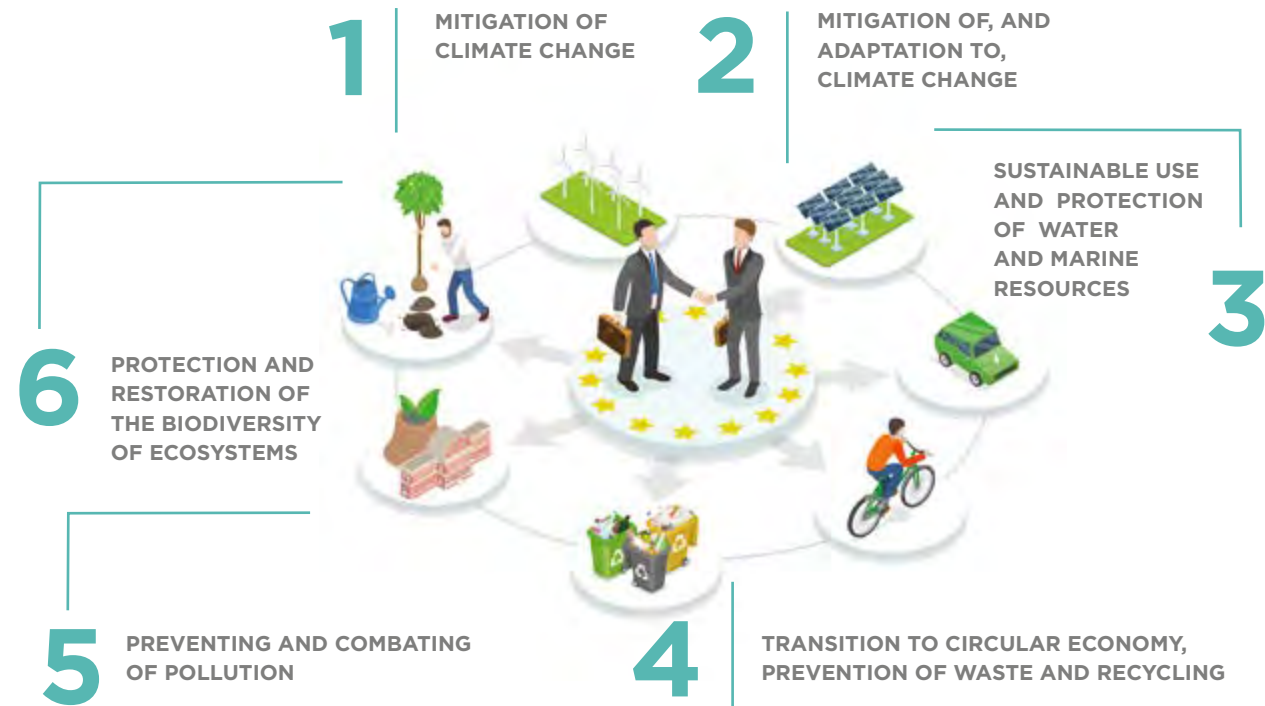 1
MITIGATION OF
CLIMATE CHANGE
2
MITIGATION OF, AND
ADAPTATION TO,
CLIMATE CHANGE
3
SUSTAINABLE USE
AND PROTECTION
OF WATER
AND MARINE
RESOURCES
4
TRANSITION TO CIRCULAR ECONOMY,
PREVENTION OF WASTE AND RECYCLING
5
PREVENTING AND COMBATING
OF POLLUTION
6
PROTECTION AND
RESTORATION OF
THE BIODIVERSITY
OF ECOSYSTEMS